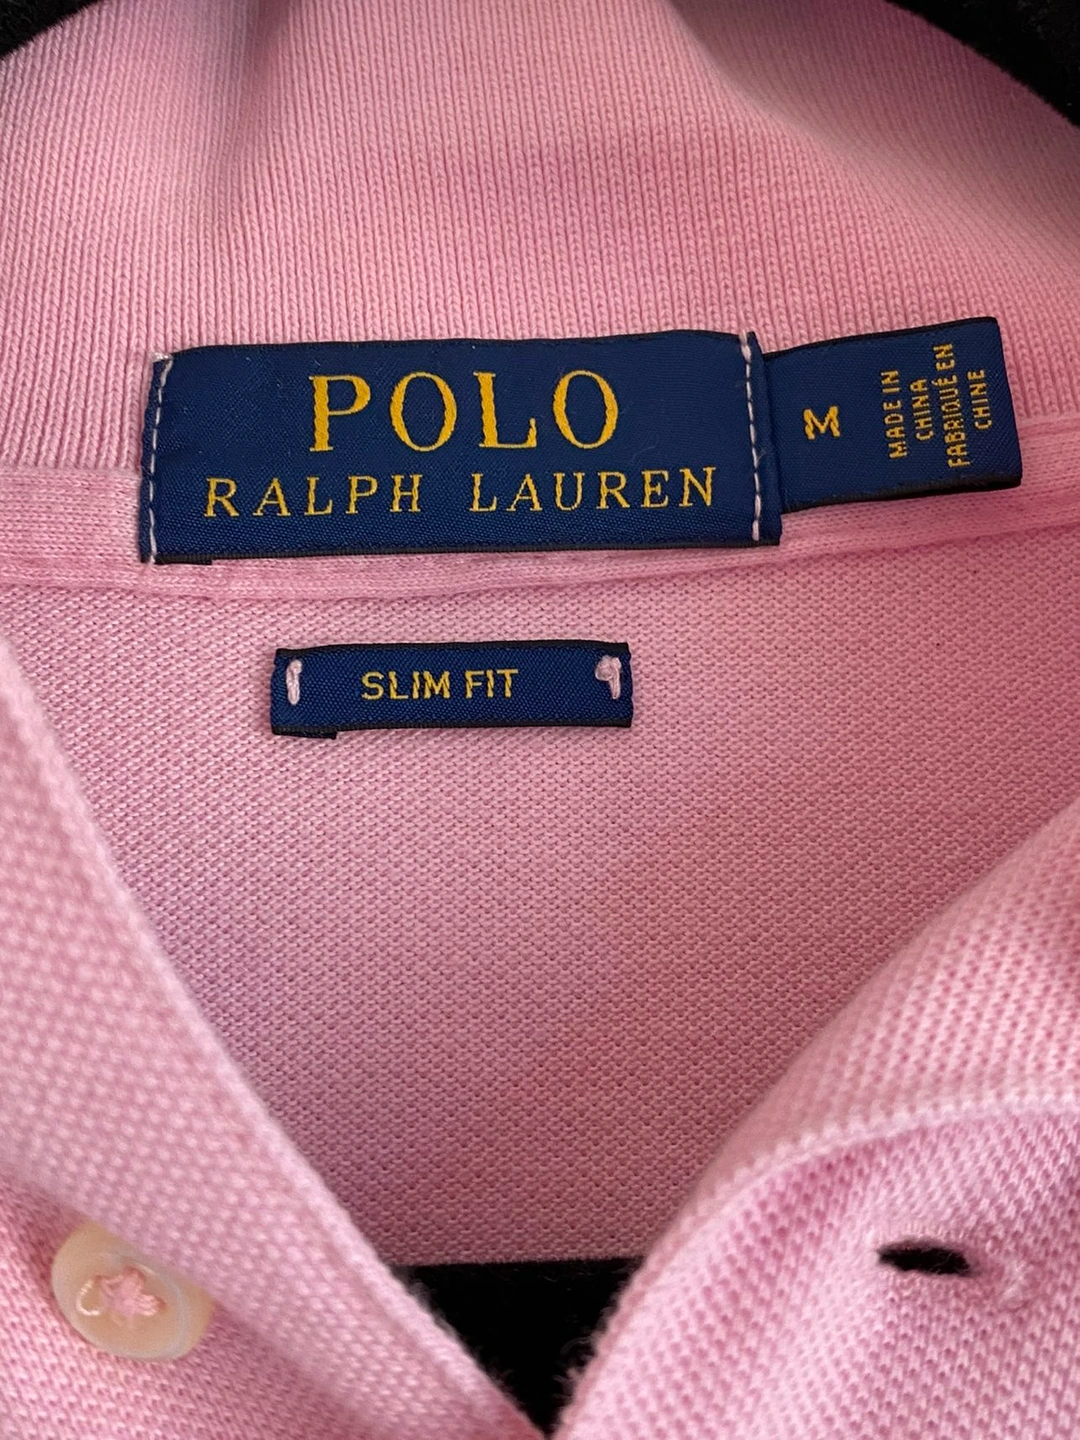 POLO
RALPH LAUREN
M
MADE IN
CHINA
FABRIQUÉ EN
CHINE
SLIM FIT